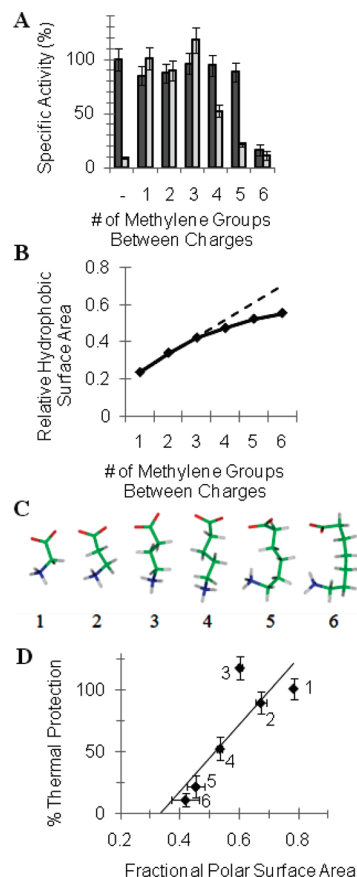 A
Specific Activity (%)
100
50
0
- 1 2 3 4 5 6
# of Methylene Groups
Between Charges
B
Relative Hydrophobic
Surface Area
0.8
0.6
0.4
0.2
0
1 2 3 4 5 6
# of Methylene Groups
Between Charges
C
1 2 3 4 5 6
D
% Thermal Protection
100
50
0
3
1
2
4
5
6
0.2 0.4 0.6 0.8 1.0
Fractional Polar Surface Area